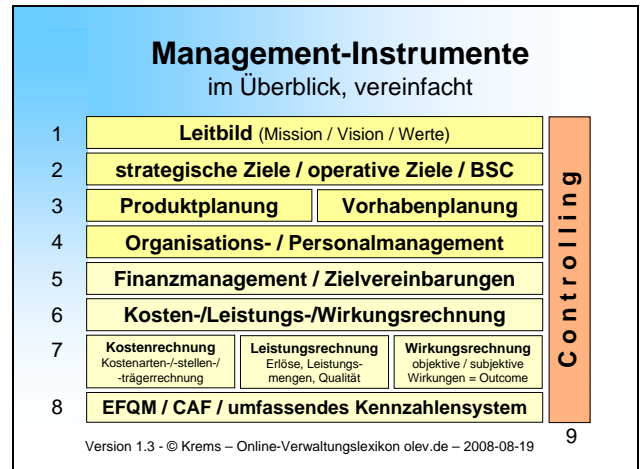 Management-Instrumente
im Überblick, vereinfacht
1 Leitbild (Mission / Vision / Werte)
2 strategische Ziele / operative Ziele / BSC
3 Produktplanung Vorhabenplanung
4 Organisations- / Personalmanagement
5 Finanzmanagement / Zielvereinbarungen
6 Kosten-/Leistungs-/Wirkungsrechnung
7 Kostenrechnung Leistungsrechnung Wirkungsrechnung
Kostenarten-/-stellen-/ Erlöse, Leistungs- objektive / subjektive
-trägerrechnung mengen, Qualität Wirkungen = Outcome
8 EFQM / CAF / umfassendes Kennzahlensystem
Controlling
9
Version 1.3 - © Krems – Online-Verwaltungslexikon olev.de – 2008-08-19